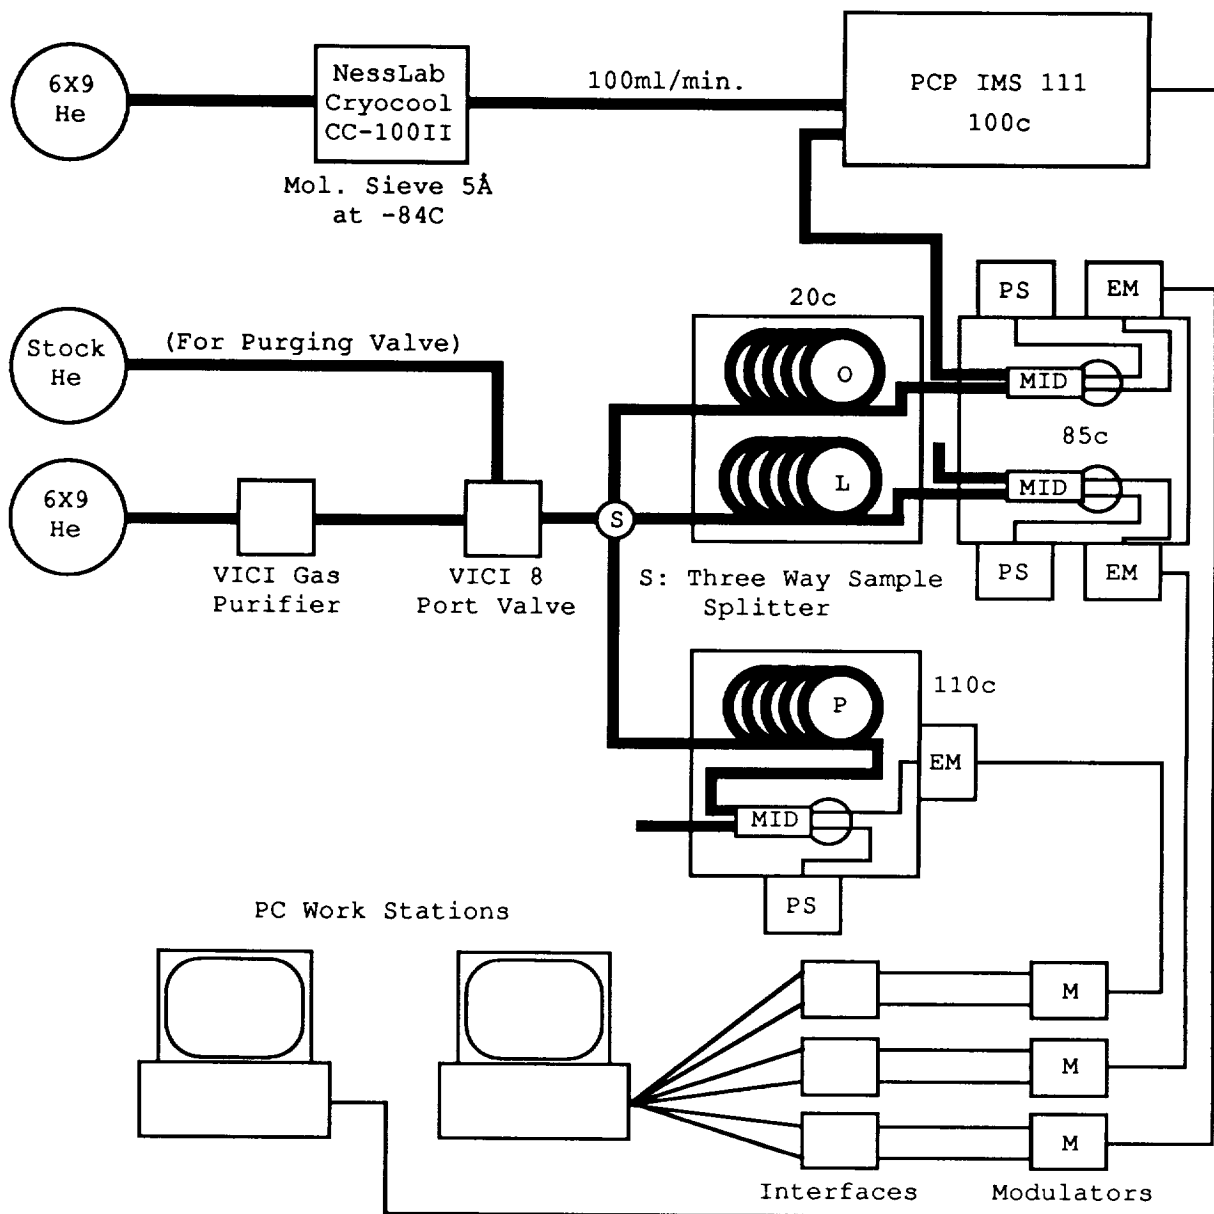 6X9
He
NessLab
Cryocool
CC-100II
Mol. Sieve 5Å
at -84C
100ml/min.
PCP IMS 111
100c
Stock
He
(For Purging Valve)
20c
O
L
PS
EM
MID
85c
MID
PS
EM
6X9
He
VICI Gas
Purifier
VICI 8
Port Valve
S
S: Three Way Sample
Splitter
P
110c
EM
MID
PS
PC Work Stations
M
M
M
Interfaces
Modulators